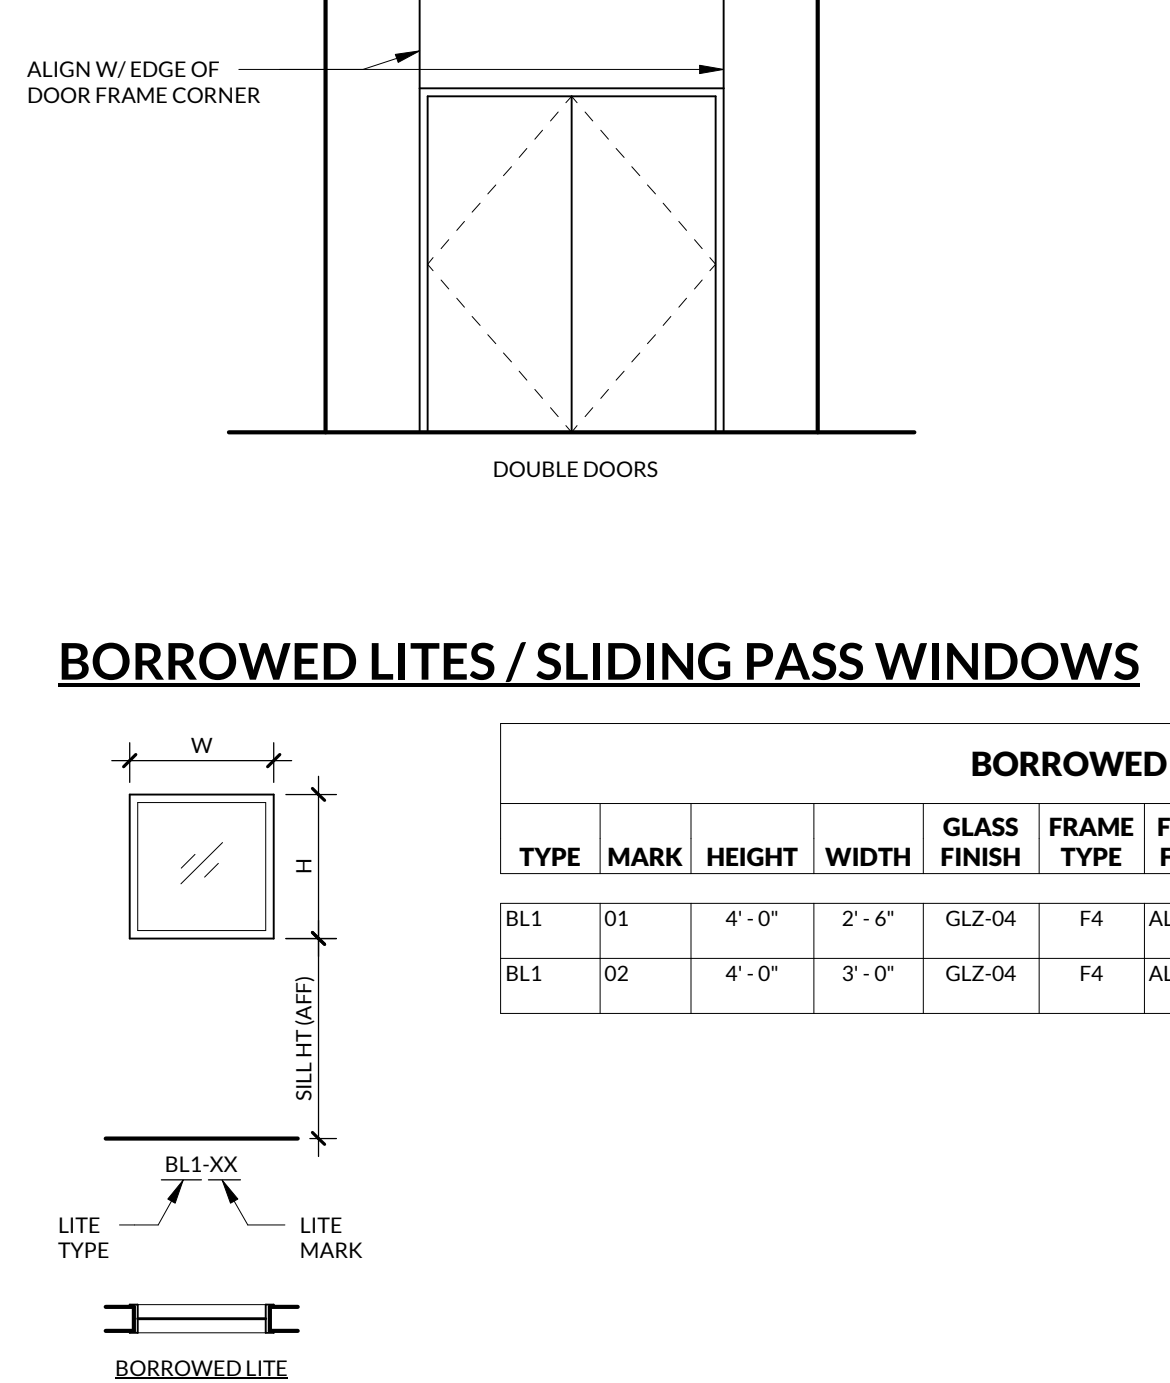 ALIGN W/ EDGE OF
DOOR FRAME CORNER
DOUBLE DOORS
BORROWED LITES / SLIDING PASS WINDOWS
W
H
SILL HT (AFF)
BL1-XX
LITE
TYPE
LITE
MARK
BORROWED LITE
BORROWED
TYPE MARK HEIGHT WIDTH GLASS FINISH FRAME TYPE
BL1 01 4' - 0" 2' - 6" GLZ-04 F4
BL1 02 4' - 0" 3' - 0" GLZ-04 F4